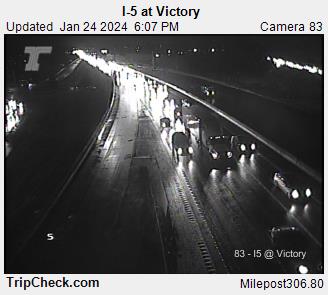 I-5 at Victory
Updated Jan 24 2024 6:07 PM Camera 83
T
S
83 - I5 @ Victory
TripCheck.com Milepost306.80